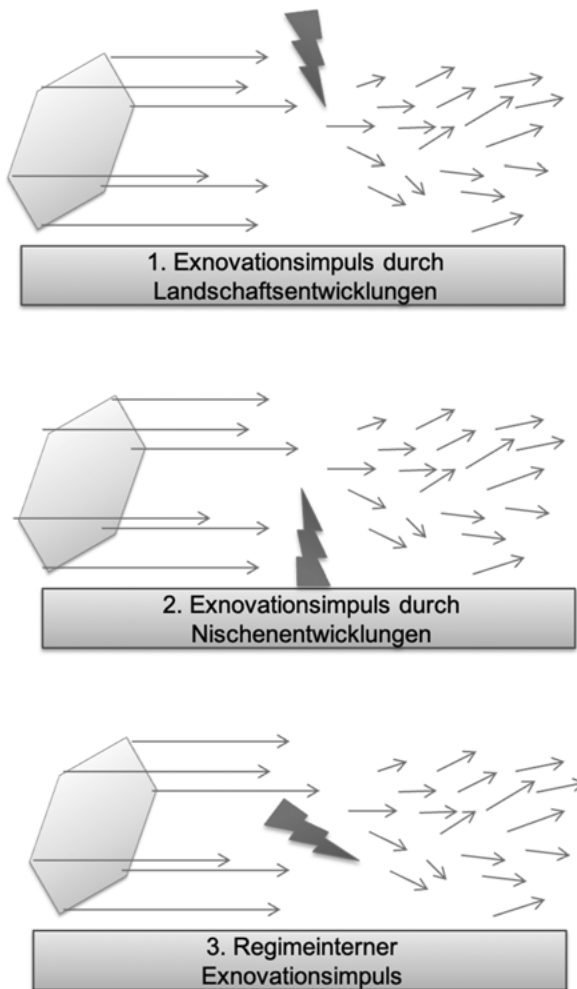 1. Exnovationsimpuls durch
Landschaftsentwicklungen
2. Exnovationsimpuls durch
Nischenentwicklungen
3. Regimeinterner
Exnovationsimpuls